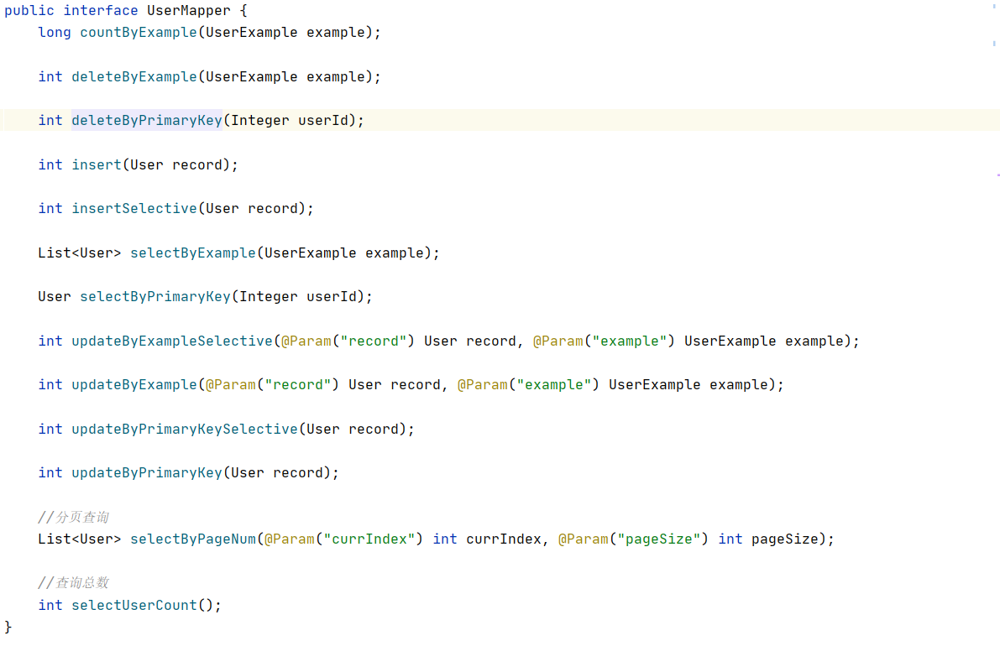 public interface UserMapper {
long countByExample(UserExample example);
int deleteByExample(UserExample example);
int deleteByPrimaryKey(Integer userId);
int insert(User record);
int insertSelective(User record);
List<User> selectByExample(UserExample example);
User selectByPrimaryKey(Integer userId);
int updateByExampleSelective(@Param("record") User record, @Param("example") UserExample example);
int updateByExample(@Param("record") User record, @Param("example") UserExample example);
int updateByPrimaryKeySelective(User record);
int updateByPrimaryKey(User record);
//分页查询
List<User> selectByPageNum(@Param("currIndex") int currIndex, @Param("pageSize") int pageSize);
//查询总数
int selectUserCount();
}